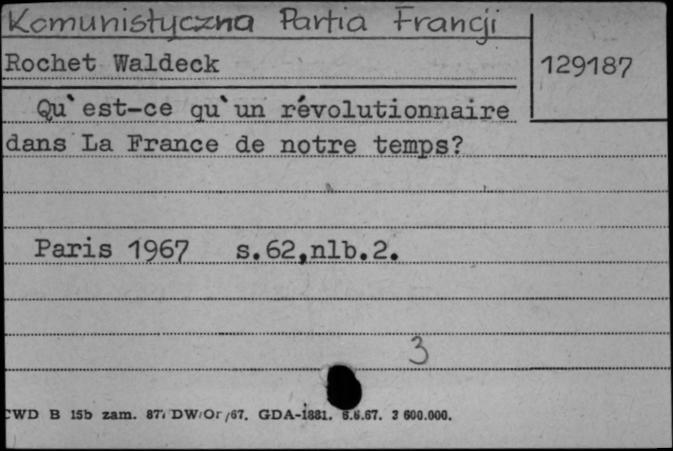 Komunistyczna Partia Francji
Rochet Waldeck
129187
Qu`est-ce qu`un révolutionnaire
dans La France de notre temps?
Paris 1967 s.62,nlb.2.
3
CWD B 15b zam. 87/DW/Or/67. GDA-1881. 6.6.67. 3 600.000.